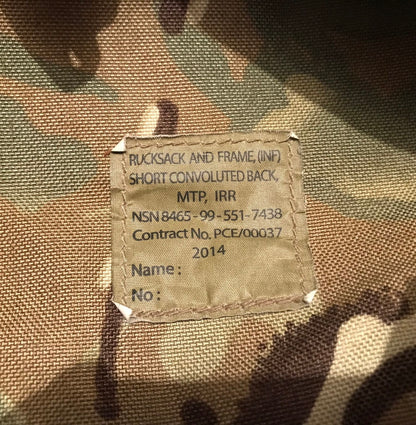 RUCKSACK AND FRAME, (INF)
SHORT CONVOLUTED BACK,
MTP, IRR
NSN 8465-99-551-7438
Contract No. PCE/00037
2014
Name :
No :